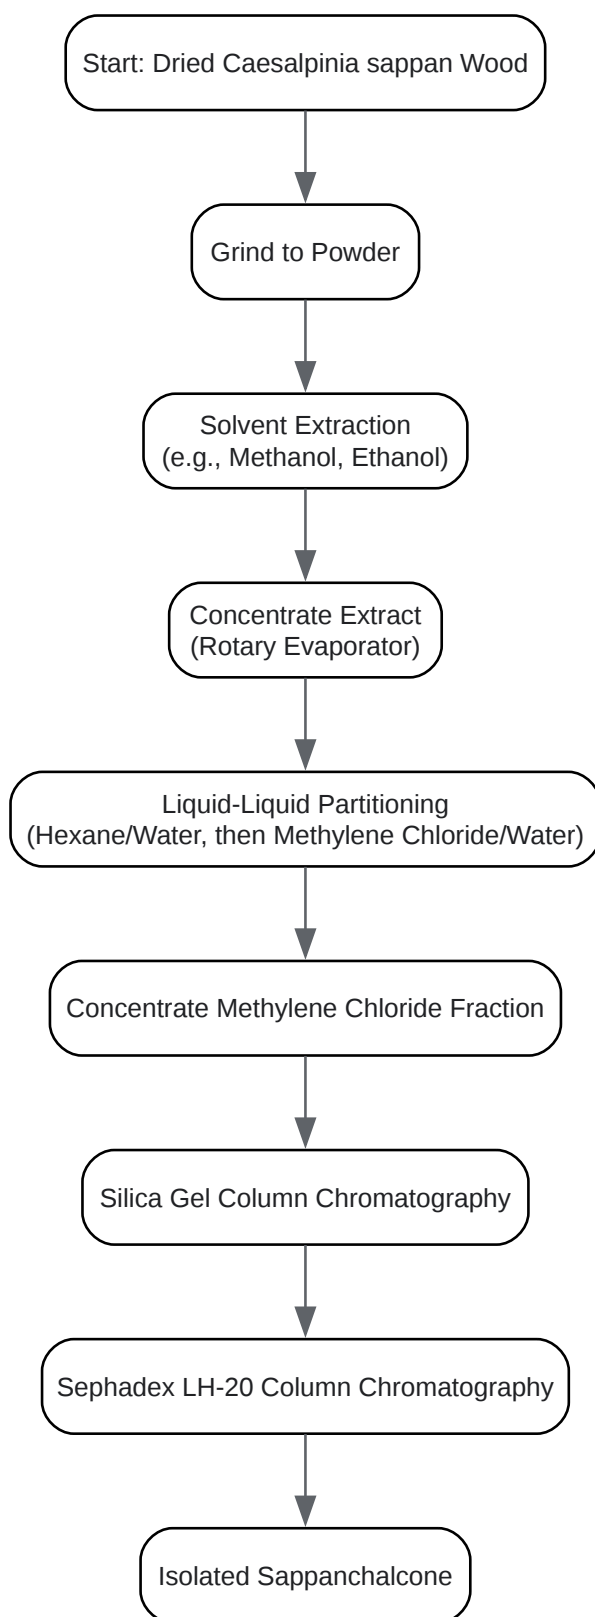 Start: Dried Caesalpinia sappan Wood
Grind to Powder
Solvent Extraction
(e.g., Methanol, Ethanol)
Concentrate Extract
(Rotary Evaporator)
Liquid-Liquid Partitioning
(Hexane/Water, then Methylene Chloride/Water)
Concentrate Methylene Chloride Fraction
Silica Gel Column Chromatography
Sephadex LH-20 Column Chromatography
Isolated Sappanchalcone